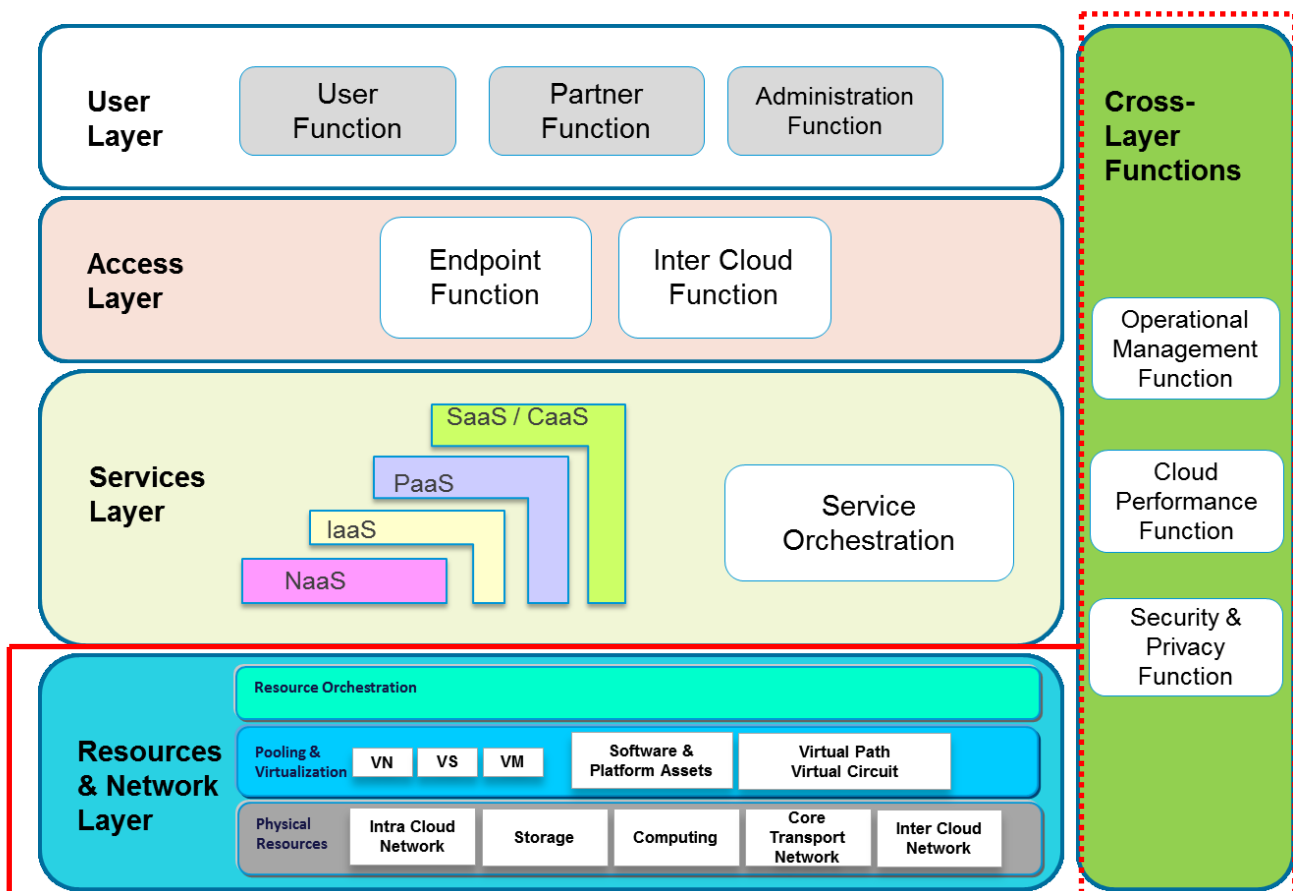 User
Layer
User
Function
Partner
Function
Administration
Function
Access
Layer
Endpoint
Function
Inter Cloud
Function
Services
Layer
SaaS / CaaS
PaaS
IaaS
NaaS
Service
Orchestration
Resources
& Network
Layer
Resource Orchestration
Pooling &
Virtualization
VN
VS
VM
Software &
Platform Assets
Virtual Path
Virtual Circuit
Physical
Resources
Intra Cloud
Network
Storage
Computing
Core
Transport
Network
Inter Cloud
Network
Cross-
Layer
Functions
Operational
Management
Function
Cloud
Performance
Function
Security &
Privacy
Function